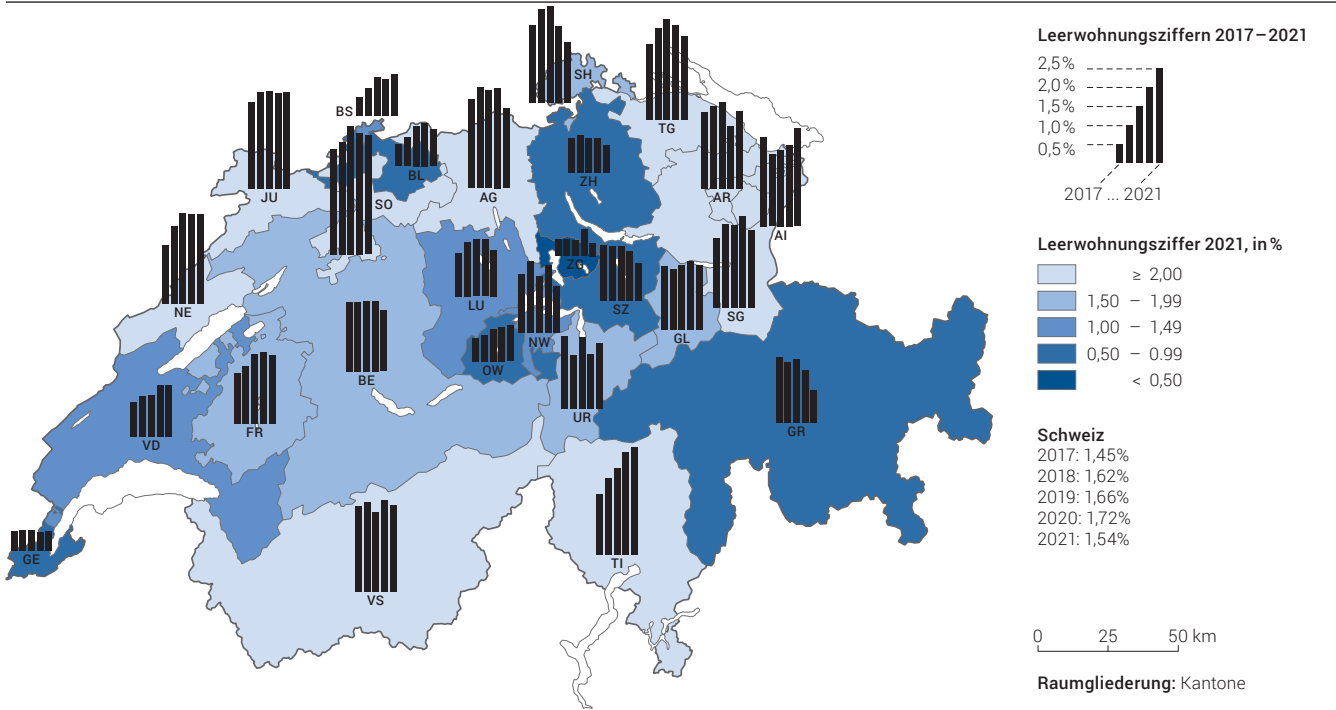 SH
BS
TG
BL
ZH
JU
SO
AG
AR
AI
ZG
NE
LU
SZ
SG
NW
GL
OW
BE
UR
FR
VD
GR
TI
GE
VS
Leerwohnungsziffern 2017–2021
2,5%
2,0%
1,5%
1,0%
0,5%
2017 ... 2021
Leerwohnungsziffer 2021, in %
≥ 2,00
1,50 – 1,99
1,00 – 1,49
0,50 – 0.99
< 0,50
Schweiz
2017: 1,45%
2018: 1,62%
2019: 1,66%
2020: 1,72%
2021: 1,54%
0 25 50 km
Raumgliederung: Kantone